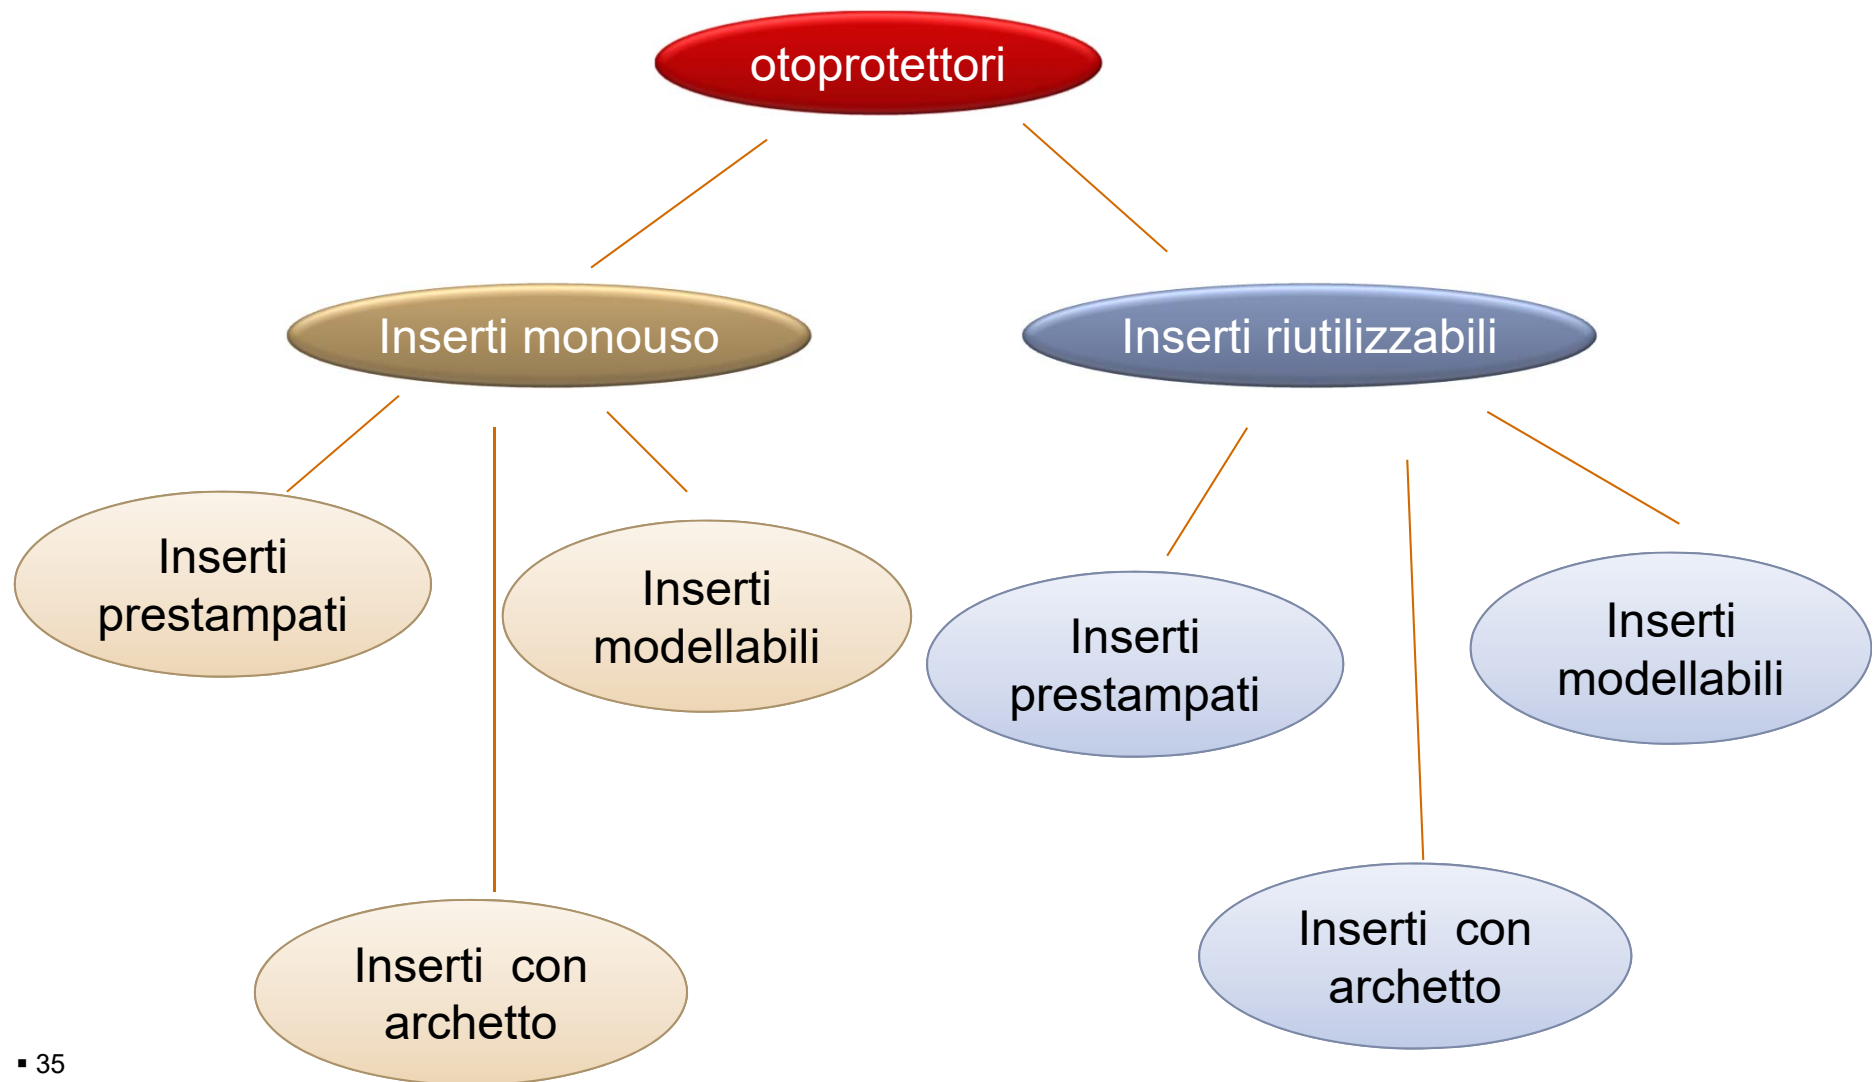 otoprotettori
Inserti monouso
Inserti riutilizzabili
Inserti
prestampati
Inserti
modellabili
Inserti
prestampati
Inserti
modellabili
Inserti  con
archetto
Inserti  con
archetto
▪ 35